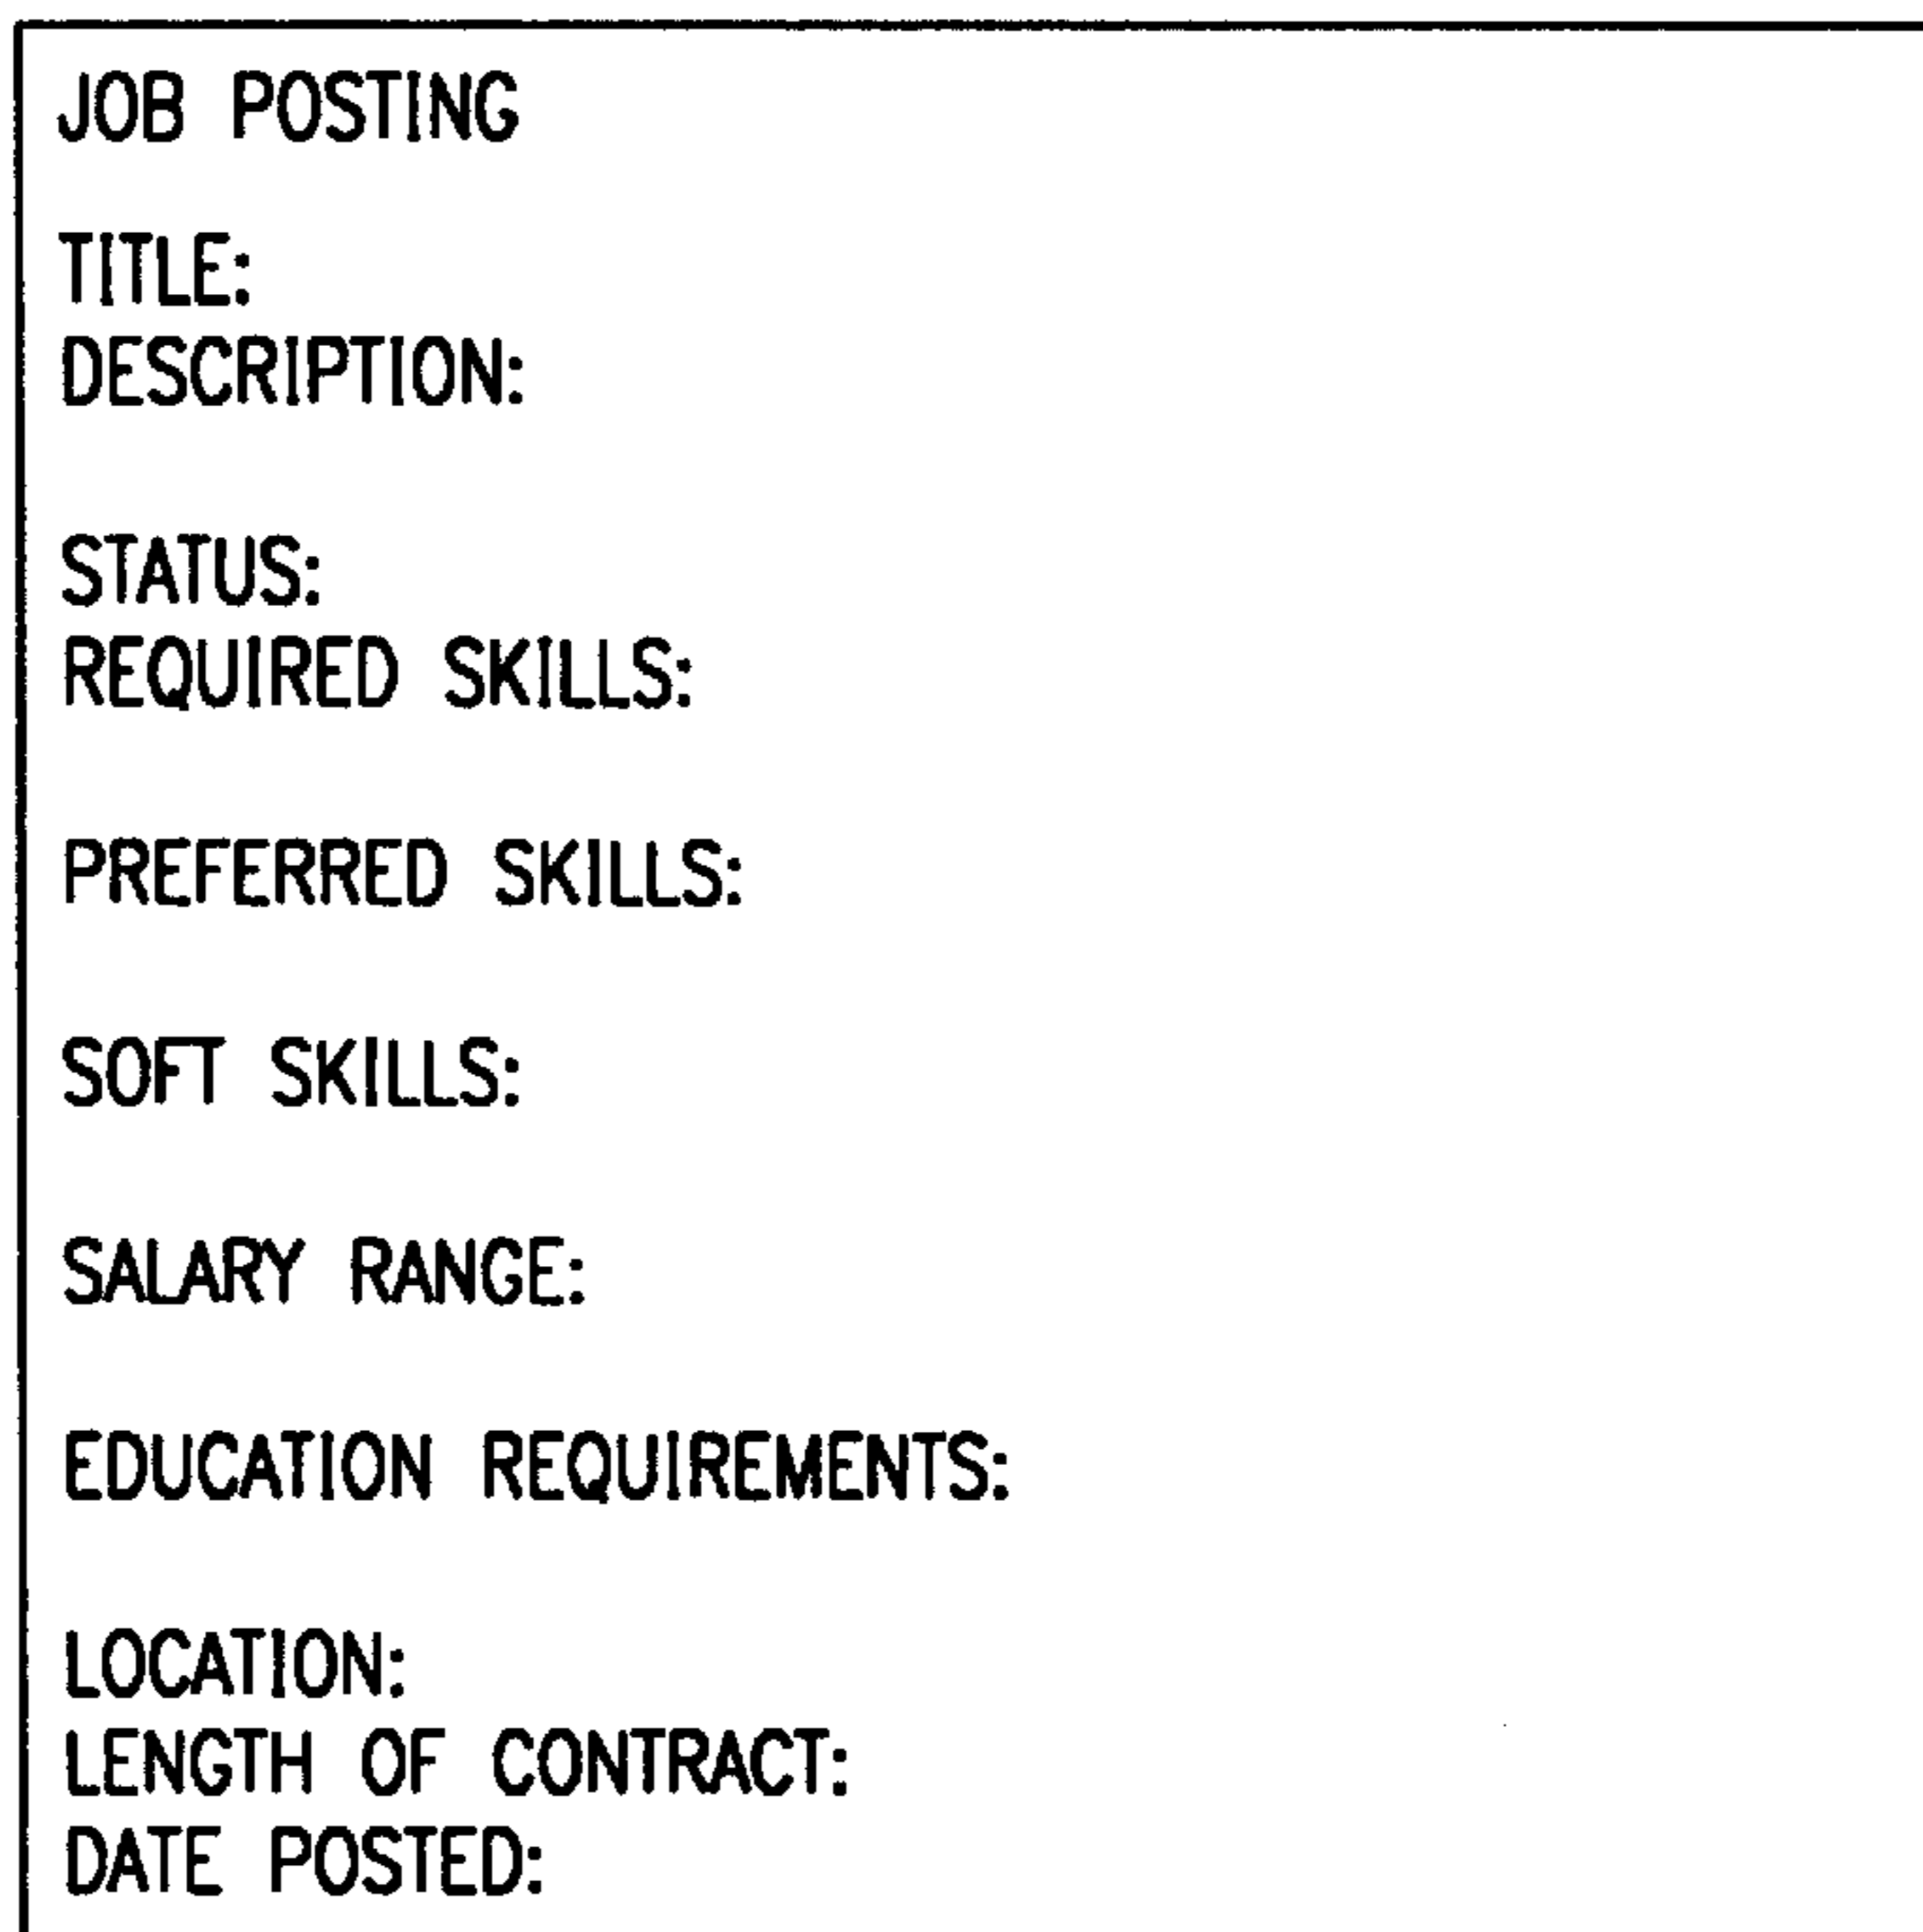 JOB POSTING
TITLE:
DESCRIPTION:
STATUS:
REQUIRED SKILLS:
PREFERRED SKILLS:
SOFT SKILLS:
SALARY RANGE:
EDUCATION REQUIREMENTS:
LOCATION:
LENGTH OF CONTRACT:
DATE POSTED: